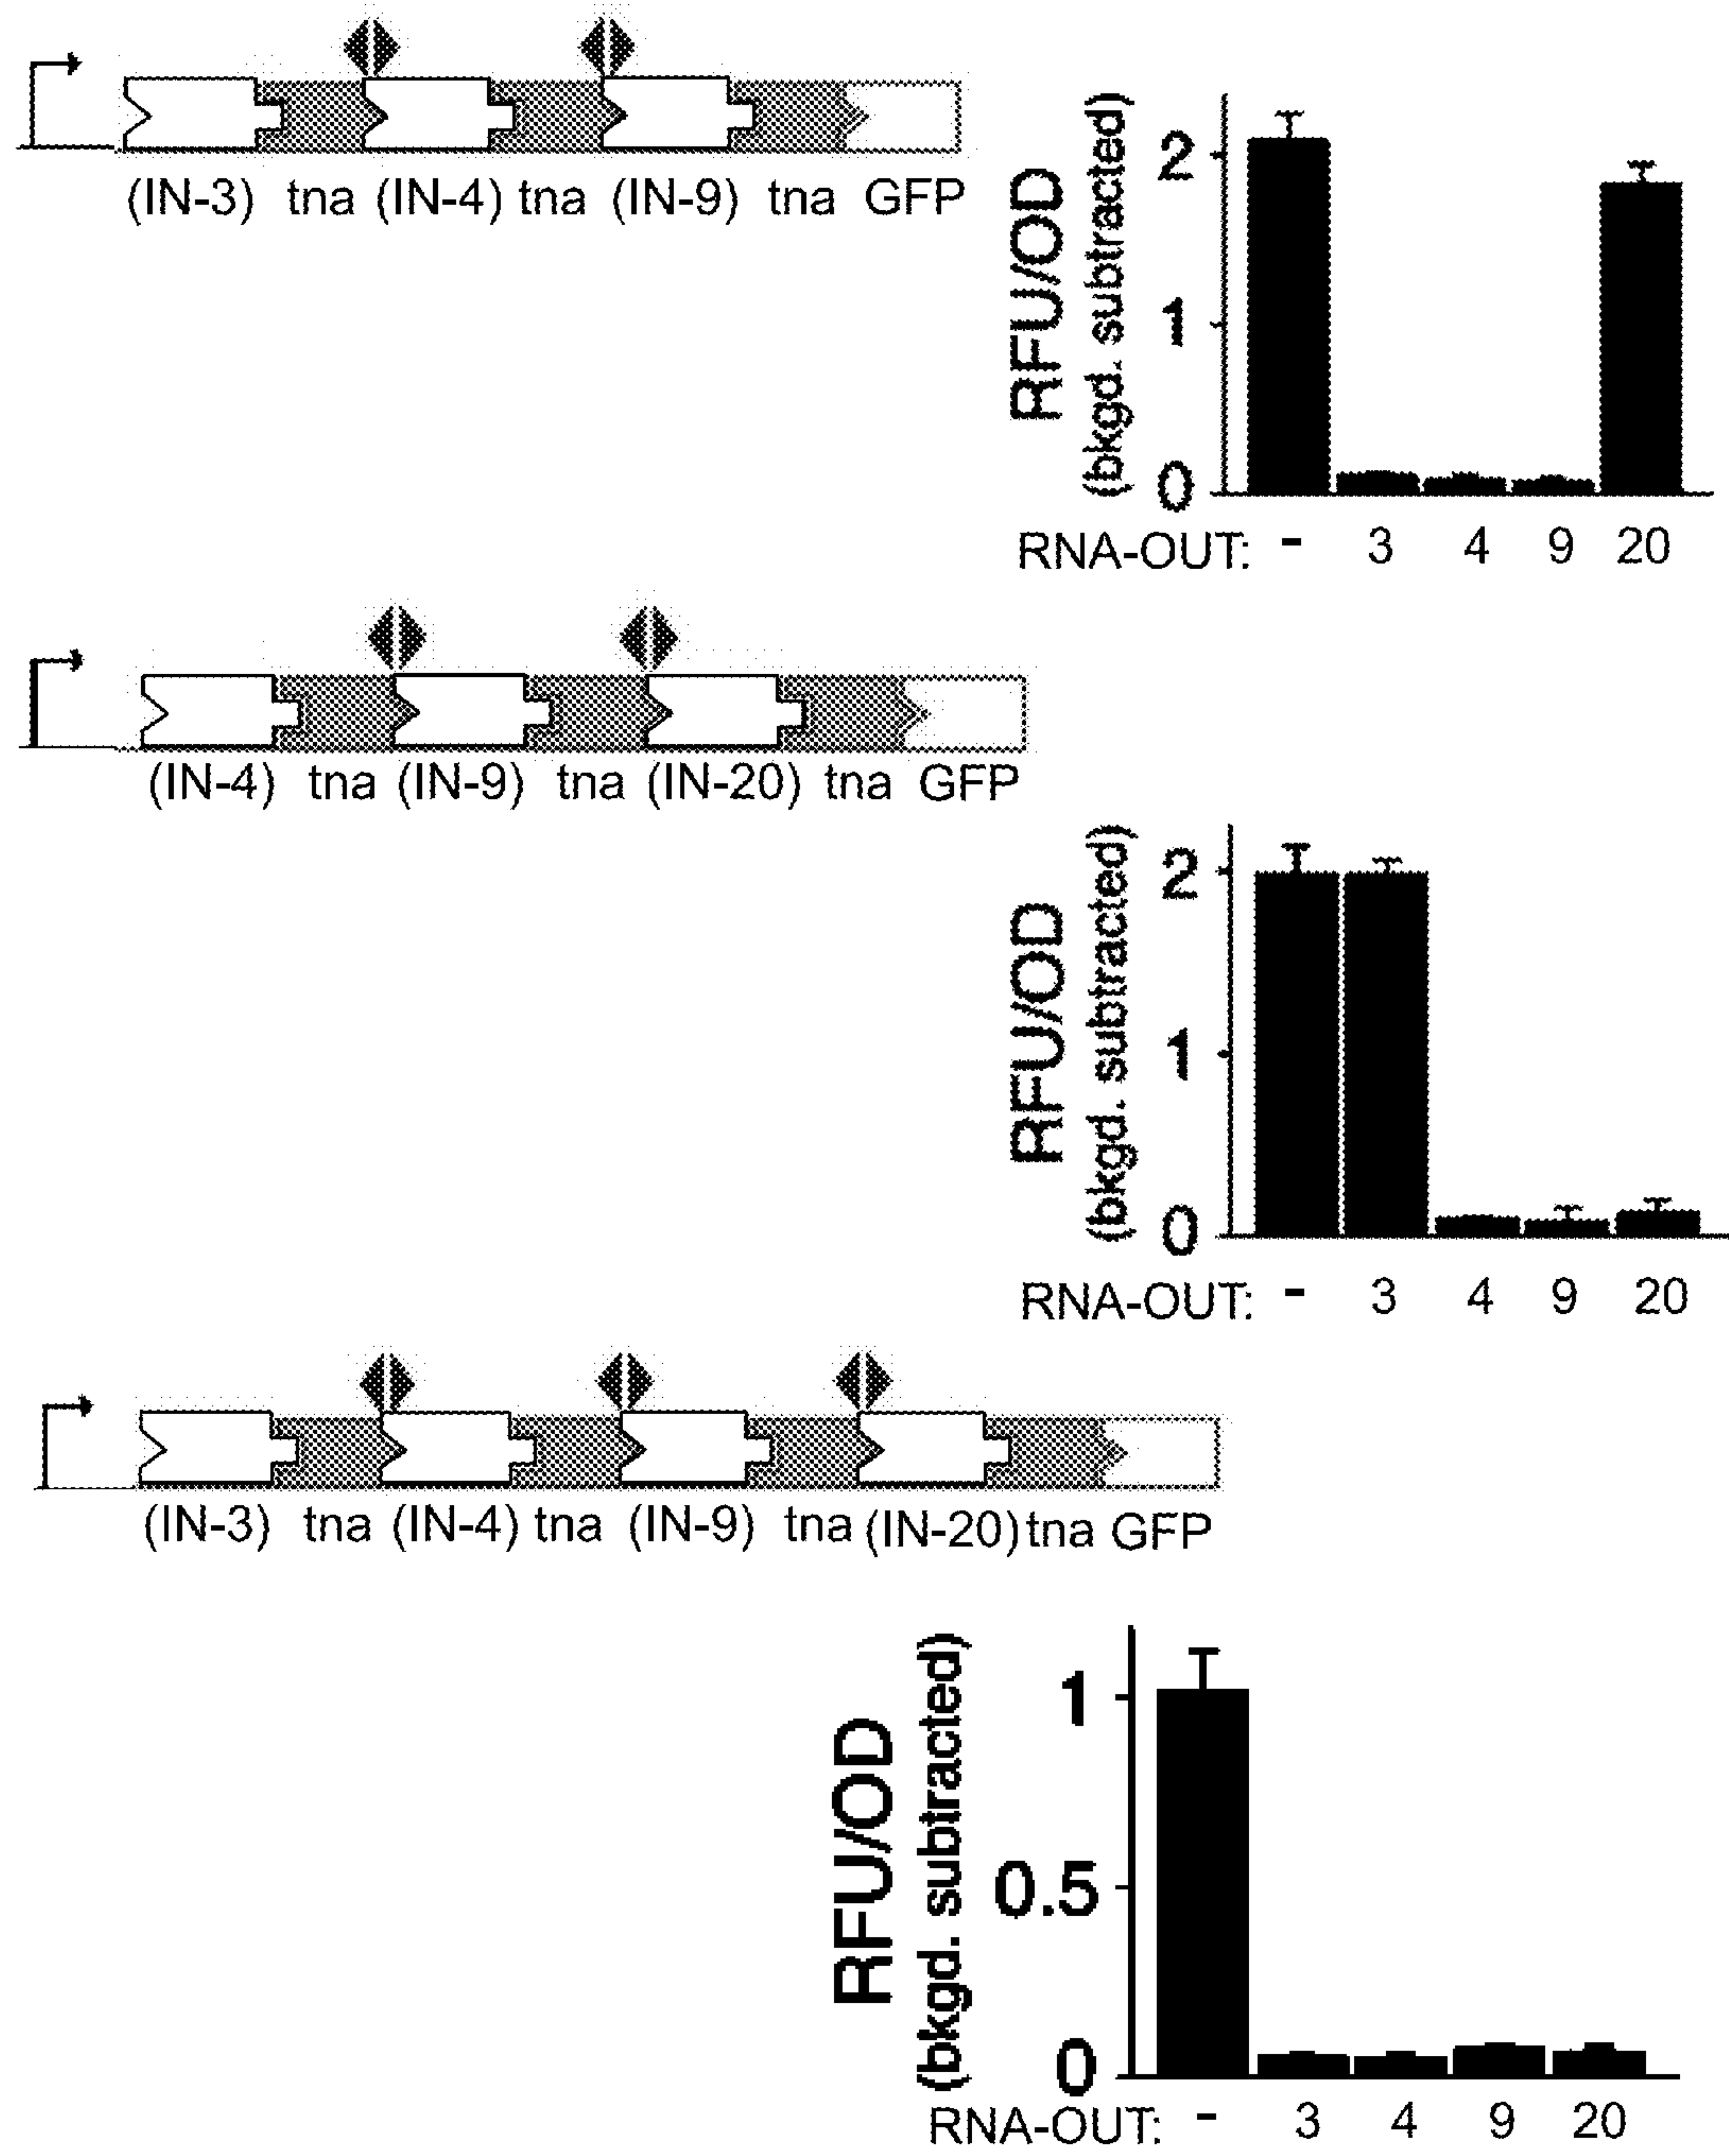 (IN-3) tna (IN-4) tna (IN-9) tna GFP
RFU/OD
(bkgd. subtracted)
2
1
0
RNA-OUT: - 3 4 9 20
(IN-4) tna (IN-9) tna (IN-20) tna GFP
RFU/OD
(bkgd. subtracted)
2
1
0
RNA-OUT: - 3 4 9 20
(IN-3) tna (IN-4) tna (IN-9) tna (IN-20) tna GFP
RFU/OD
(bkgd. subtracted)
1
0.5
0
RNA-OUT: - 3 4 9 20